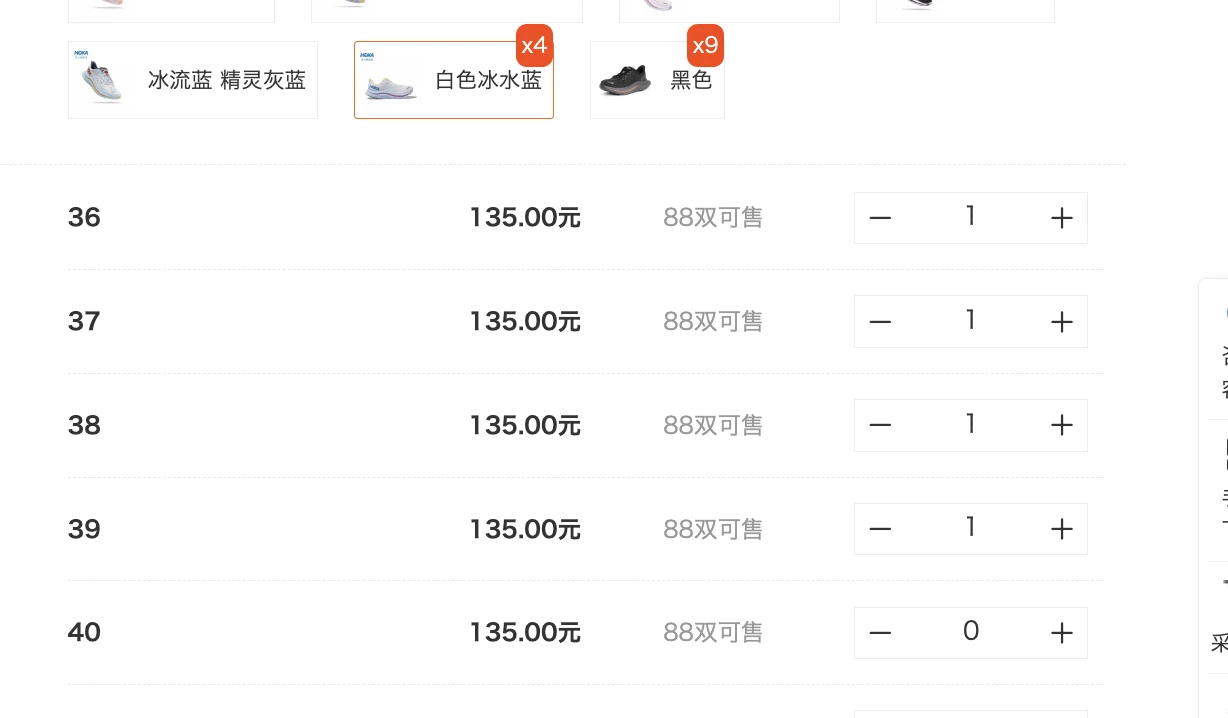 HOKA
冰流蓝 精灵灰蓝
HOKA
白色冰水蓝
x4
黑色
x9
36 135.00元 88双可售 — 1 +
37 135.00元 88双可售 — 1 +
38 135.00元 88双可售 — 1 +
39 135.00元 88双可售 — 1 +
40 135.00元 88双可售 — 0 +
采